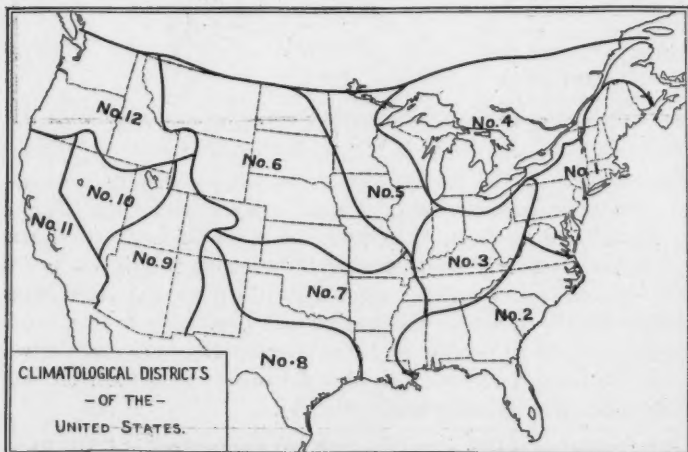 No. 12
No. 4
No. 6
No. 1
No. 5
No. 10
No. 11
No. 9
No. 3
No. 7
No. 2
No. 8
CLIMATOLOGICAL DISTRICTS
- OF THE -
UNITED STATES.